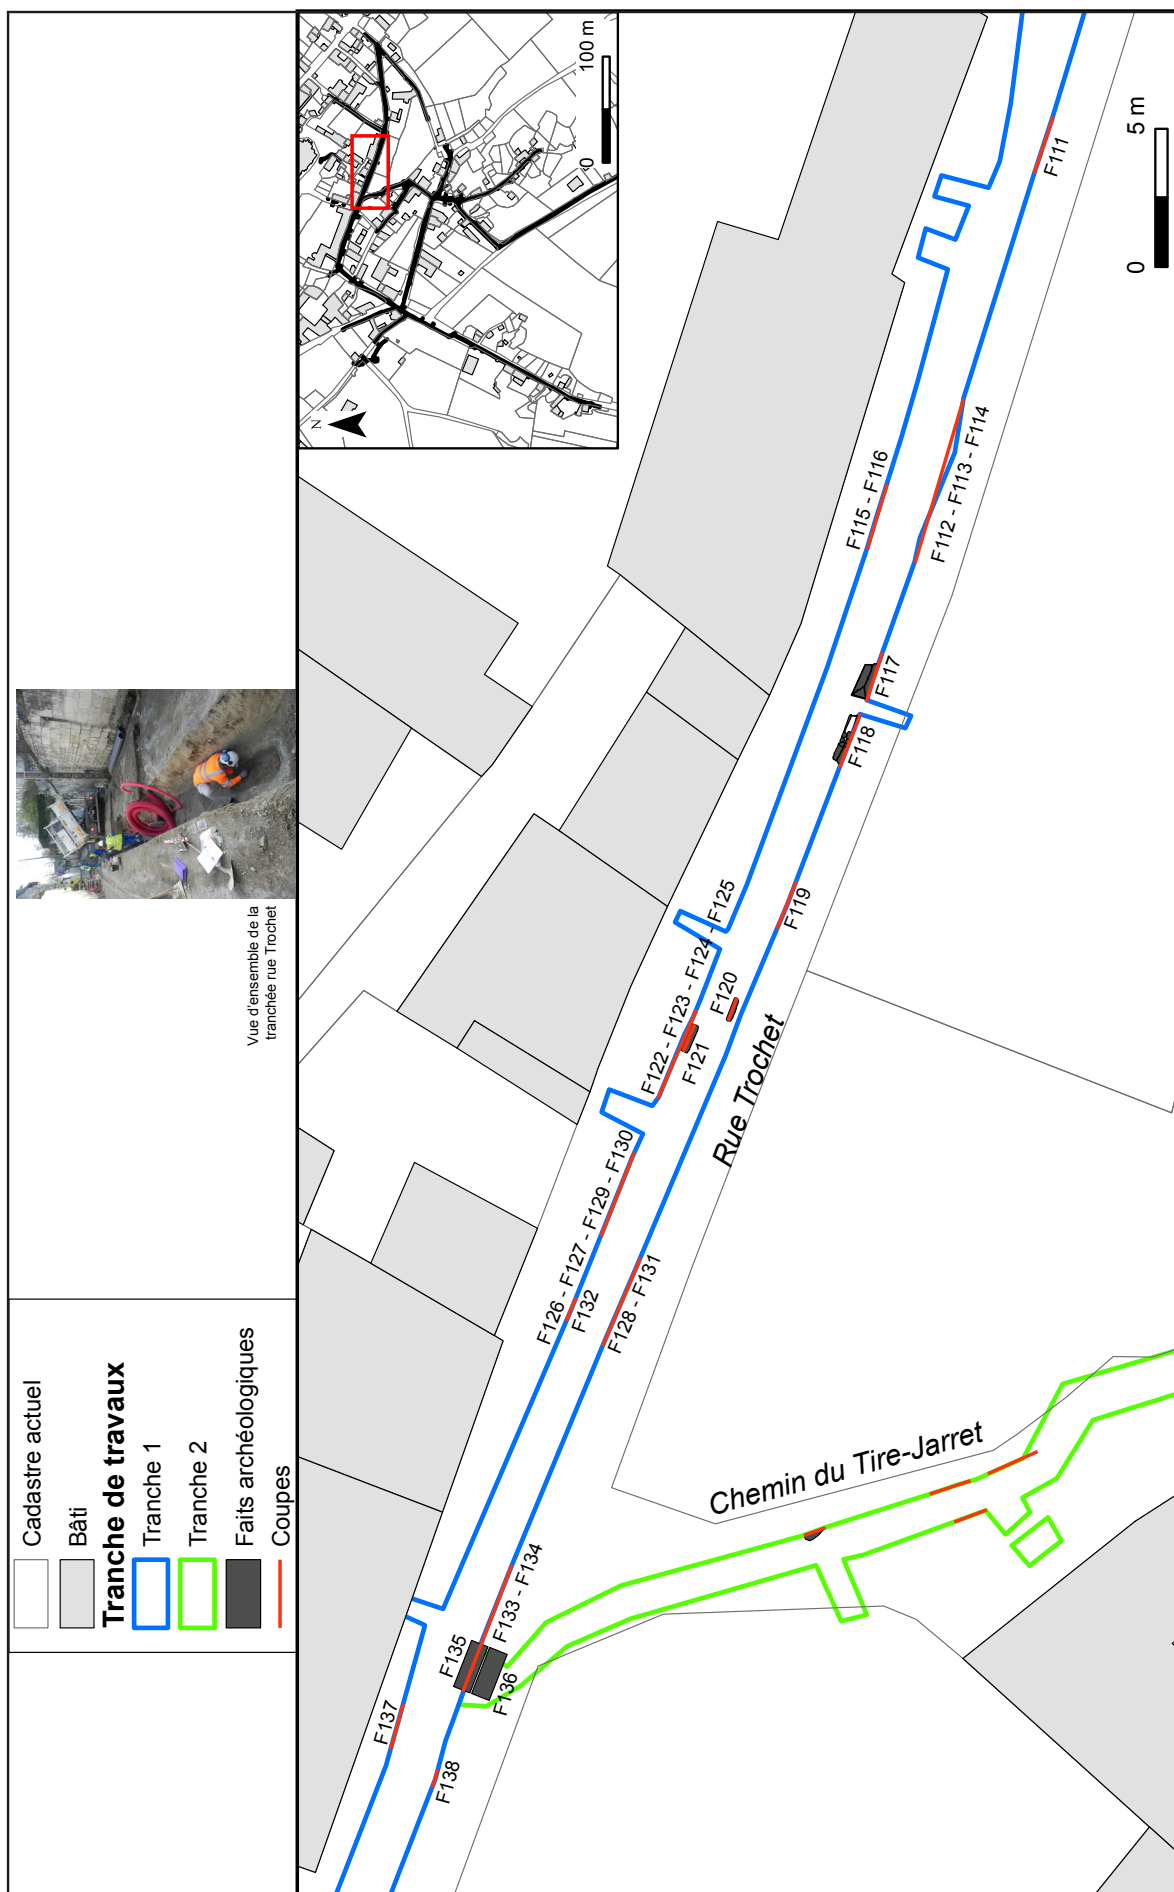 Cadastre actuel
Bâti
Tranche de travaux
Tranche 1
Tranche 2
Faits archéologiques
Coupes
Vue d'ensemble de la
tranchée rue Trochet
N
0 100 m
F137
F138
F135
F136
F133 - F134
F126 - F127 - F129 - F130
F132
F128 - F131
F122 - F123 - F124 - F125
F121
F120
F119
F118
F117
F115 - F116
F112 - F113 - F114
F111
Rue Trochet
Chemin du Tire-Jarret
0 5 m